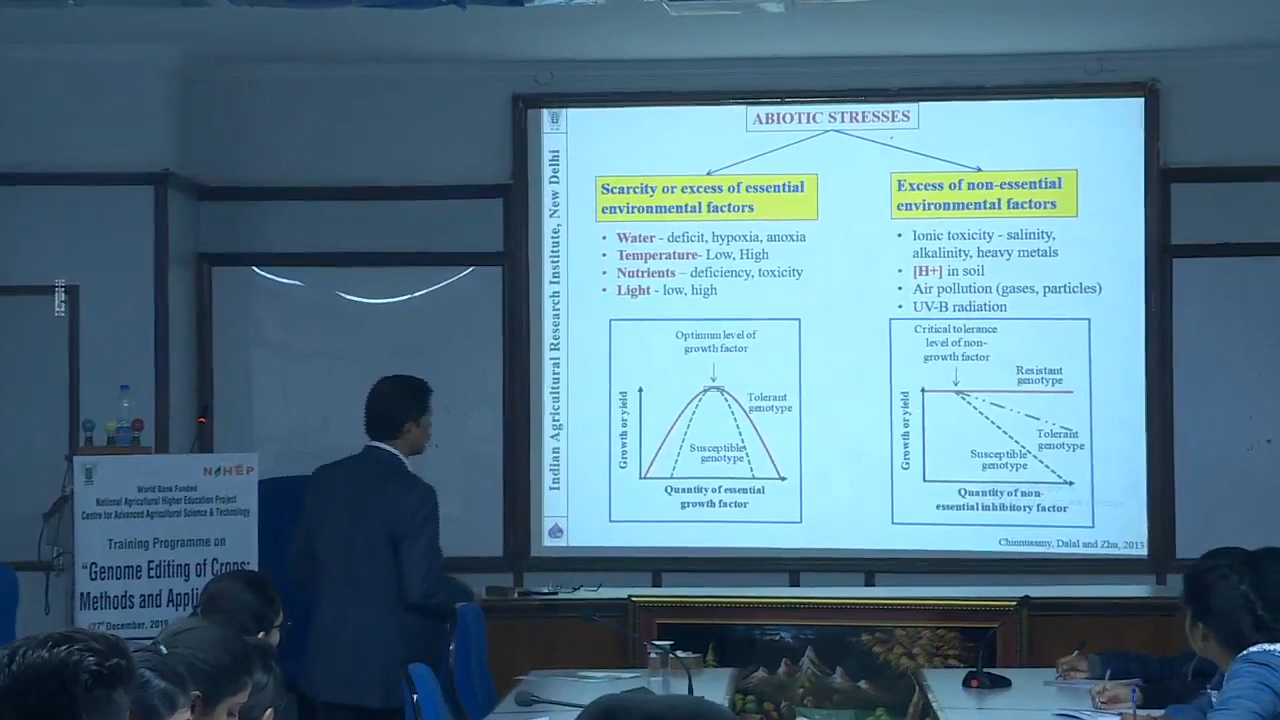 ABIOTIC STRESSES
Indian Agricultural Research Institute, New Delhi
Scarcity or excess of essential
environmental factors
• Water - deficit, hypoxia, anoxia
• Temperature- Low, High
• Nutrients – deficiency, toxicity
• Light - low, high
Optimum level of
growth factor
Tolerant
genotype
Susceptible
genotype
Growth or yield
Quantity of essential
growth factor
Excess of non-essential
environmental factors
• Ionic toxicity - salinity,
alkalinity, heavy metals
• [H+] in soil
• Air pollution (gases, particles)
• UV-B radiation
Critical tolerance
level of non-
growth factor
Resistant
genotype
Tolerant
genotype
Susceptible
genotype
Growth or yield
Quantity of non-
essential inhibitory factor
Chinnusamy, Dalal and Zhu, 2013
NAHEP
World Bank Funded
National Agricultural Higher Education Project
Centre for Advanced Agricultural Science & Technology
Training Programme on
"Genome Editing of Crops:
Methods and Appli
December, 2019